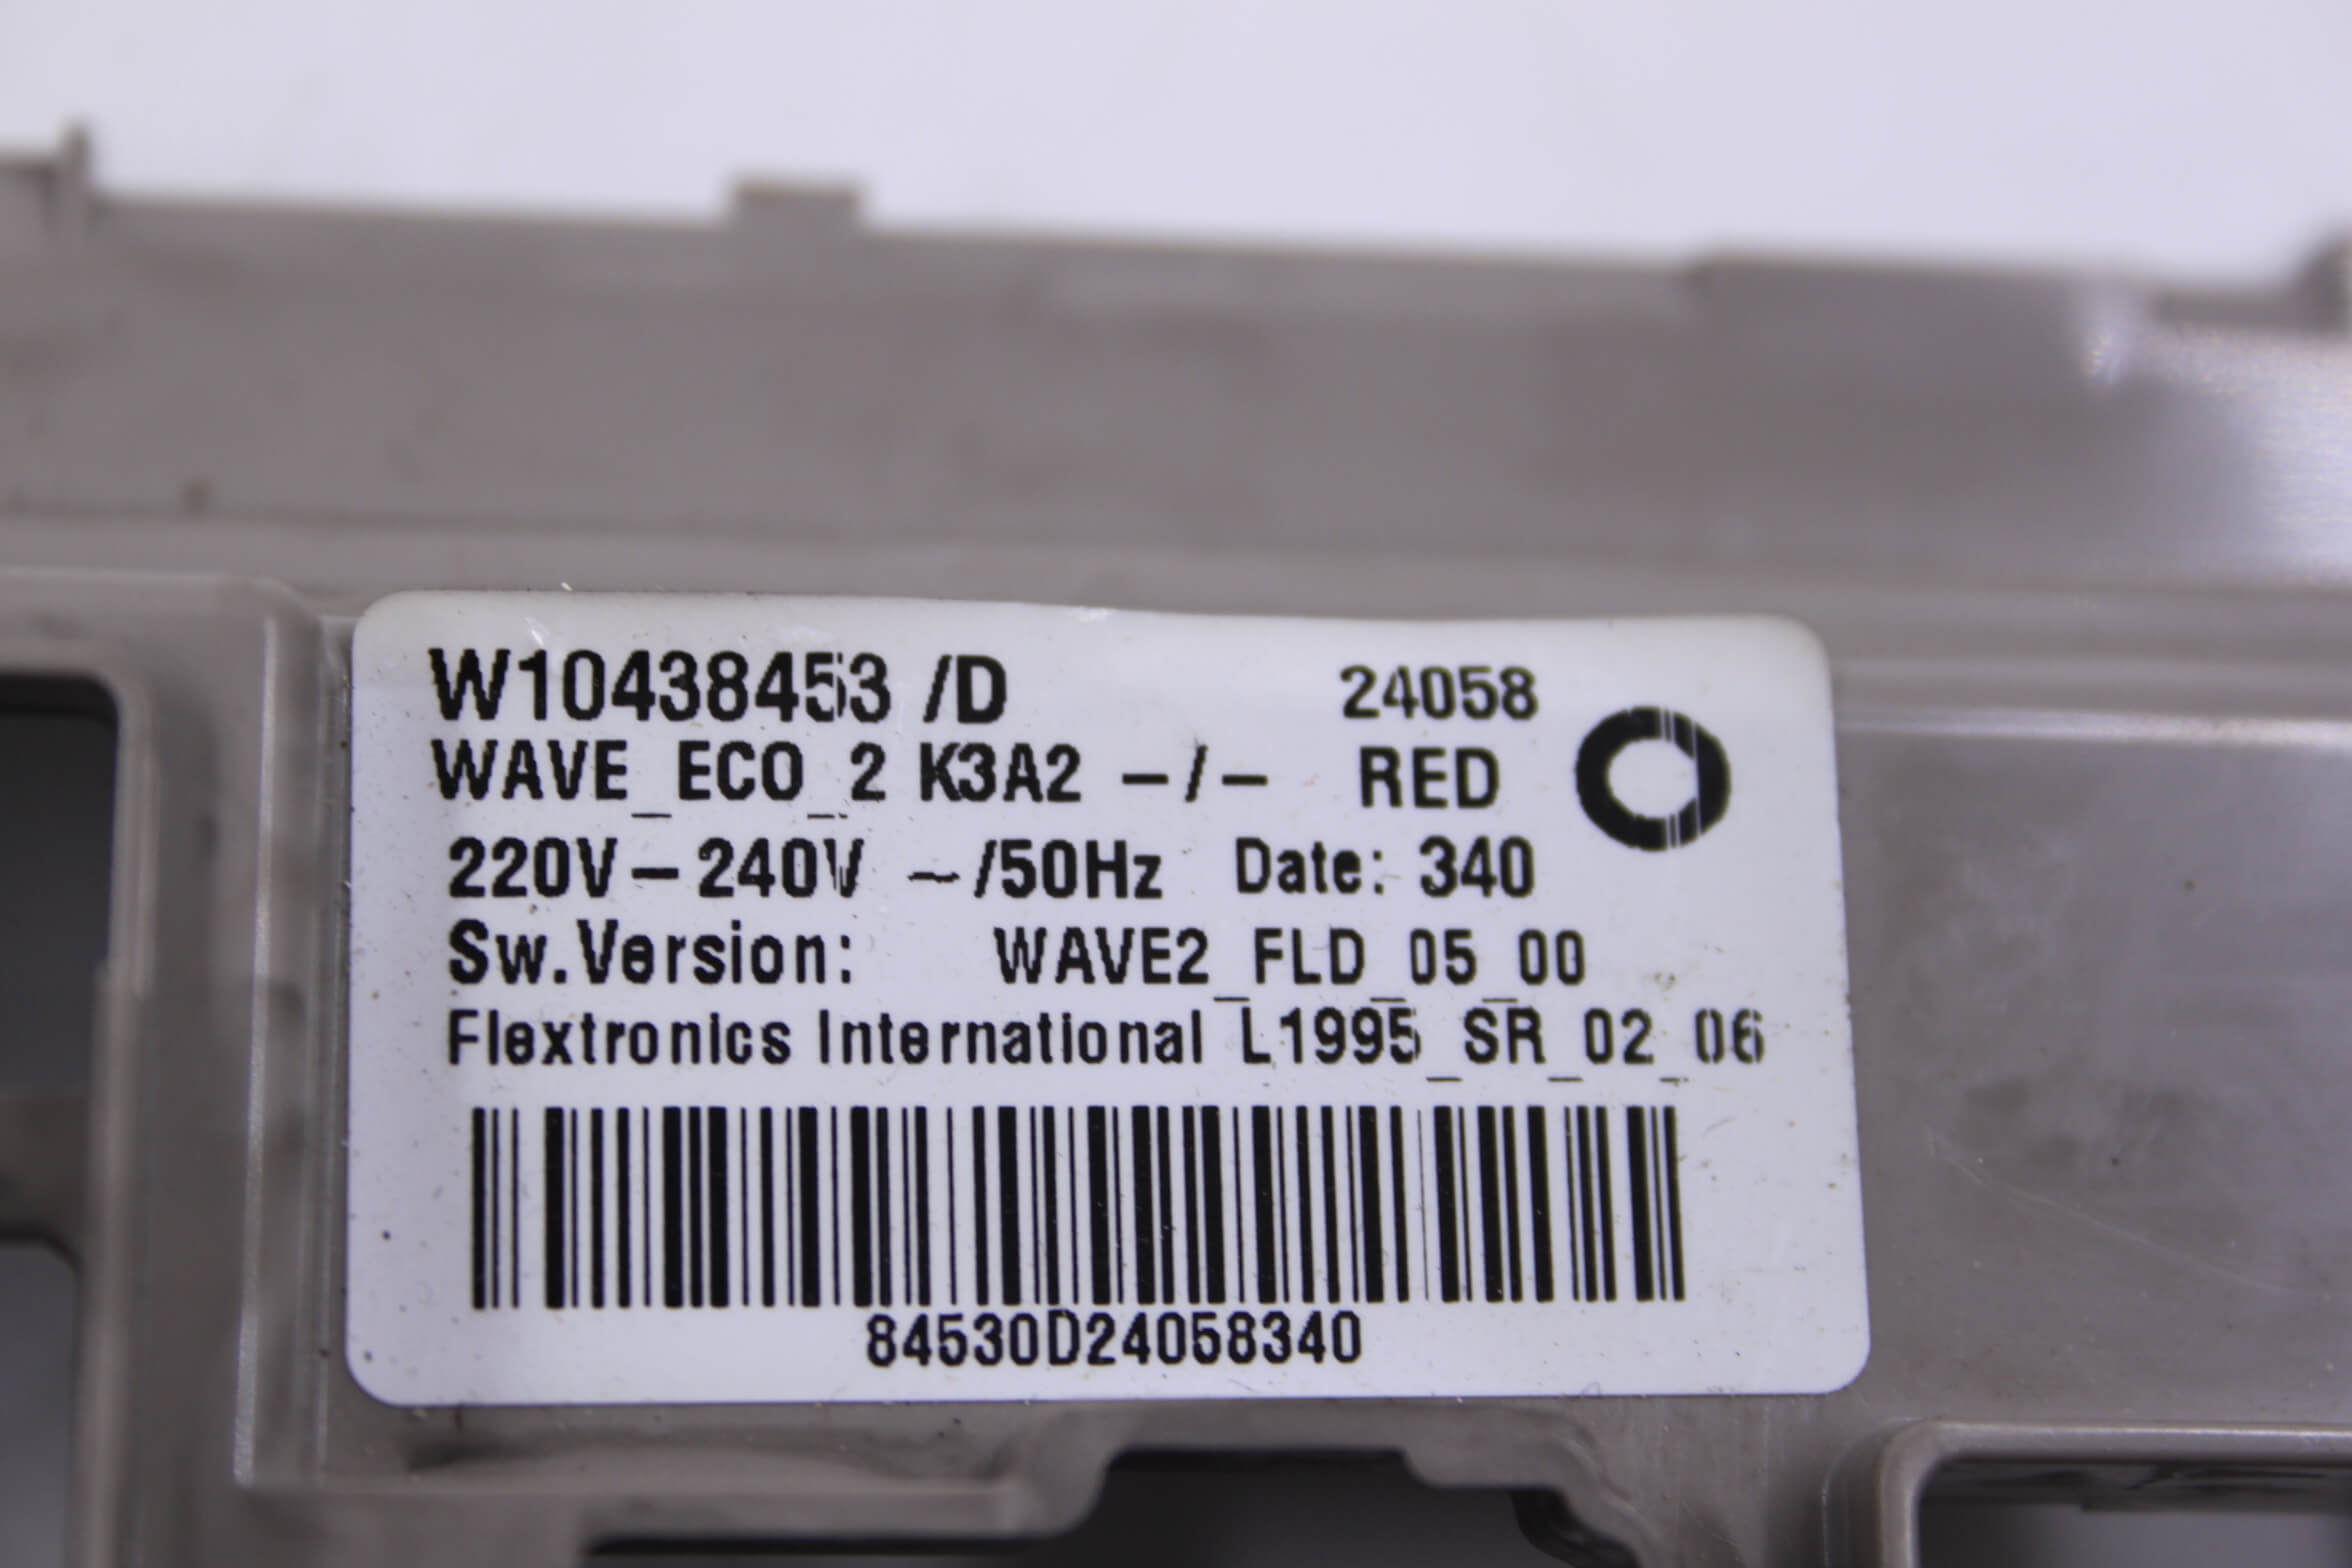 W10438453 /D 24058
WAVE_ECO_2 K3A2 -/- RED
220V-240V ~/50Hz Date: 340
Sw.Version: WAVE2_FLD_05_00
Flextronics International L1995_SR_02_06
84530D24058340